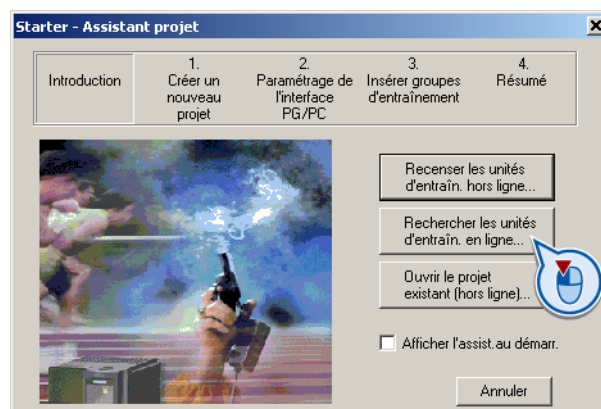 Starter - Assistant projet
Introduction
1.
Créer un
nouveau
projet
2.
Paramétrage de
l'interface
PG/PC
3.
Insérer groupes
d'entraînement
4.
Résumé
Recenser les unités
d'entraîn. hors ligne...
Rechercher les unités
d'entraîn. en ligne...
Ouvrir le projet
existant (hors ligne)...
Afficher l'assist.au démarr.
Annuler